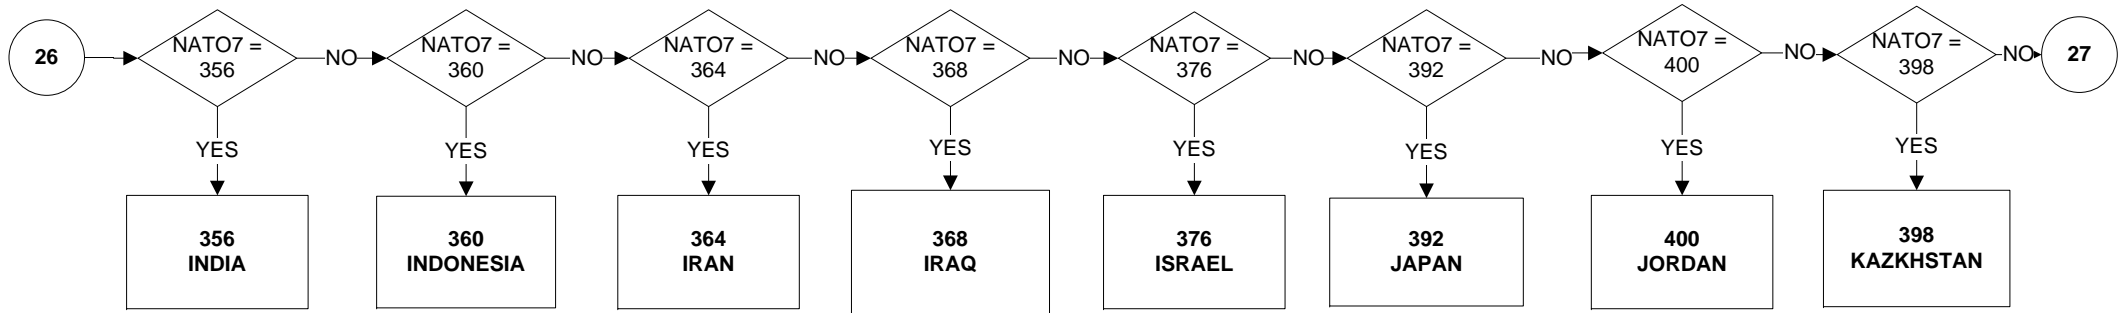 26
NATO7 =
356
NO
NATO7 =
360
NO
NATO7 =
364
NO
NATO7 =
368
NO
NATO7 =
376
NO
NATO7 =
392
NO
NATO7 =
400
NO
NATO7 =
398
NO
27
YES
YES
YES
YES
YES
YES
YES
YES
356
INDIA
360
INDONESIA
364
IRAN
368
IRAQ
376
ISRAEL
392
JAPAN
400
JORDAN
398
KAZKHSTAN